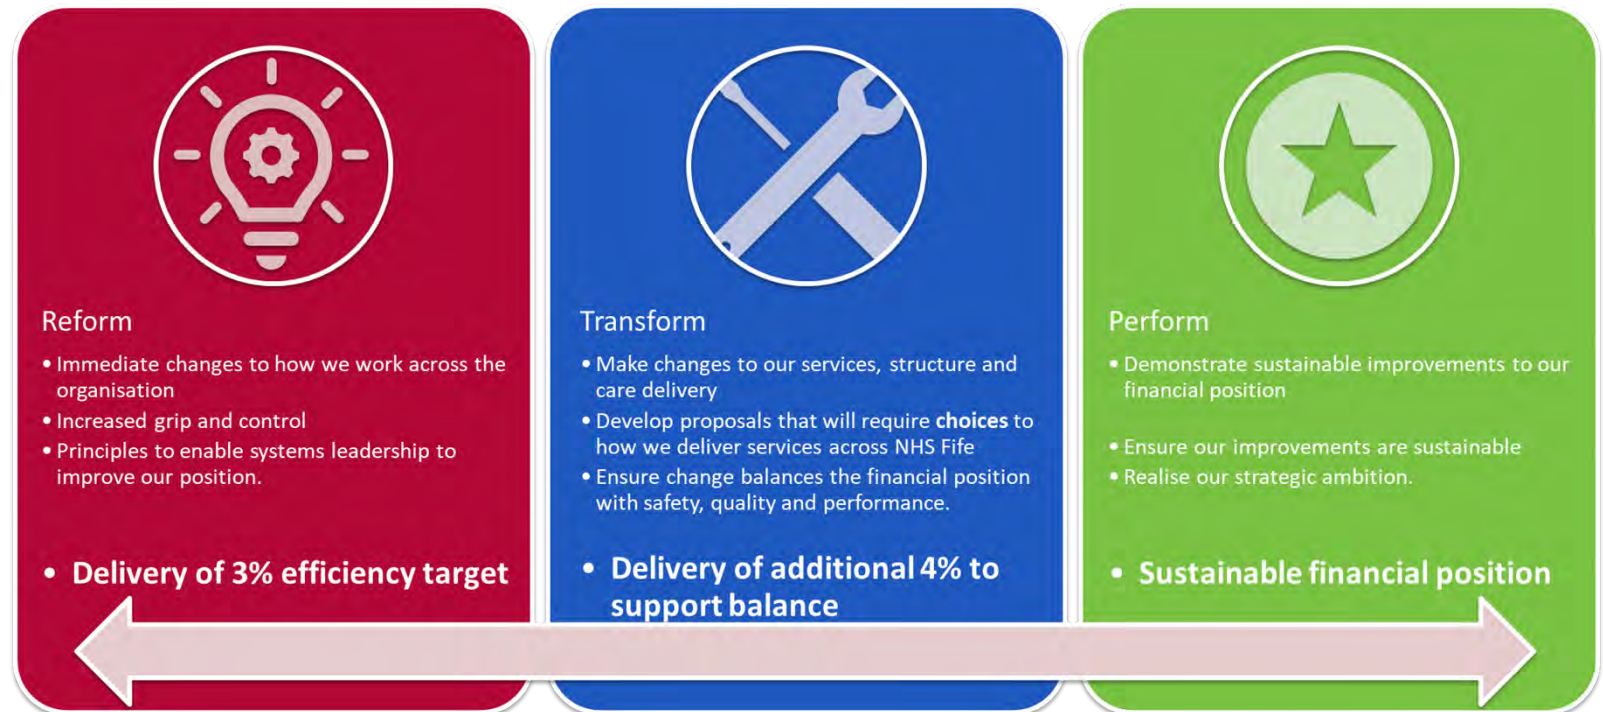 Reform
• Immediate changes to how we work across the
organisation
• Increased grip and control
• Principles to enable systems leadership to
improve our position.
• Delivery of 3% efficiency target
Transform
• Make changes to our services, structure and
care delivery
• Develop proposals that will require choices to
how we deliver services across NHS Fife
• Ensure change balances the financial position
with safety, quality and performance.
• Delivery of additional 4% to
support balance
Perform
• Demonstrate sustainable improvements to our
financial position
• Ensure our improvements are sustainable
• Realise our strategic ambition.
• Sustainable financial position